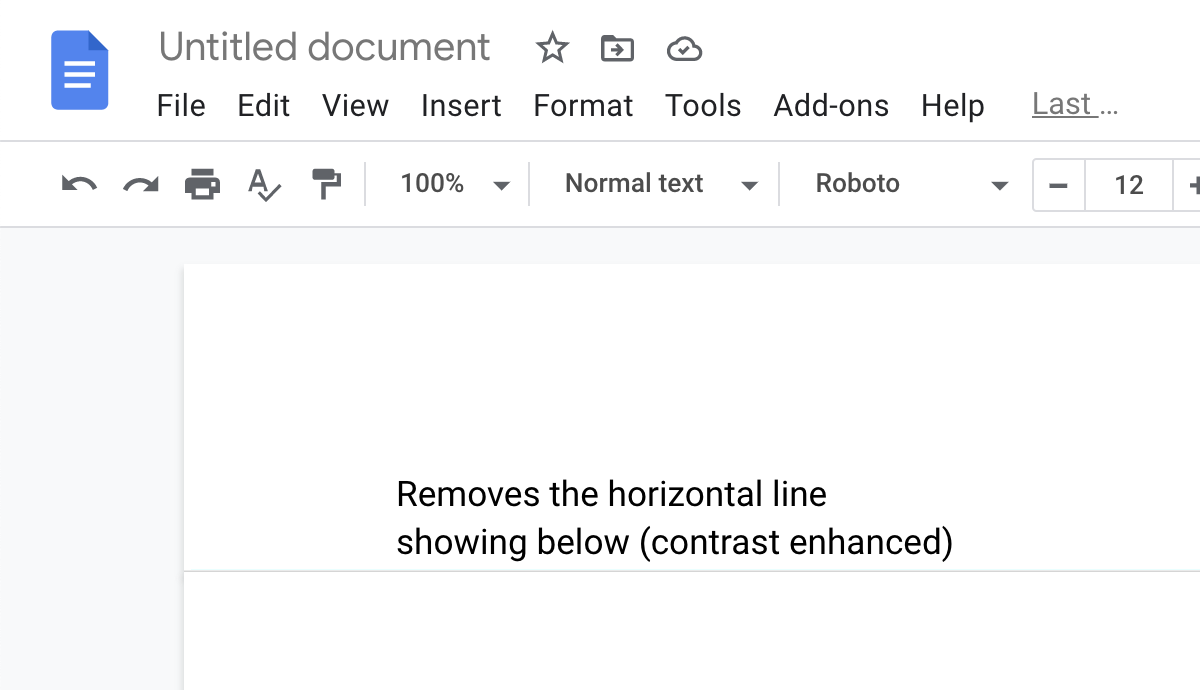 Untitled document
File Edit View Insert Format Tools Add-ons Help Last ...
100% Normal text Roboto 12
Removes the horizontal line
showing below (contrast enhanced)